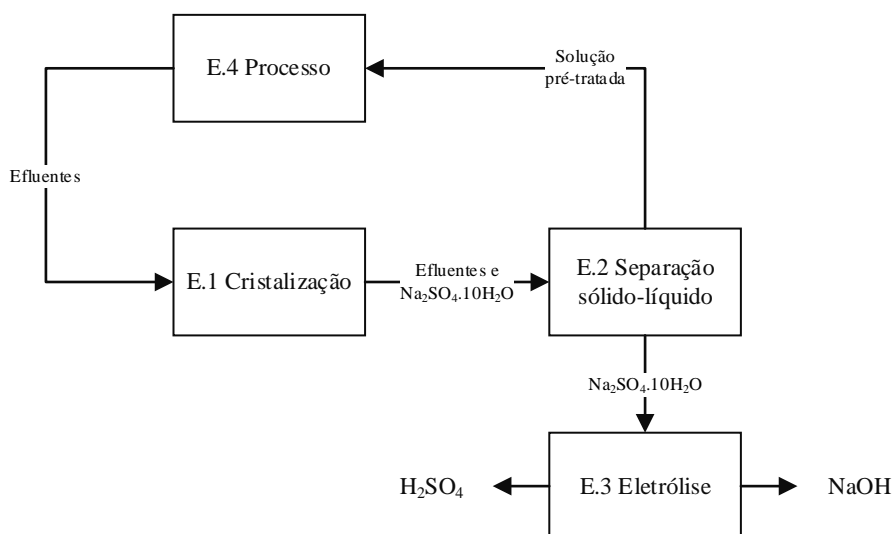 E.4 Processo
Solução
pré-tratada
Efluentes
E.1 Cristalização
Efluentes e
Na₂SO₄.10H₂O
E.2 Separação
sólido-líquido
Na₂SO₄.10H₂O
H₂SO₄
E.3 Eletrólise
NaOH